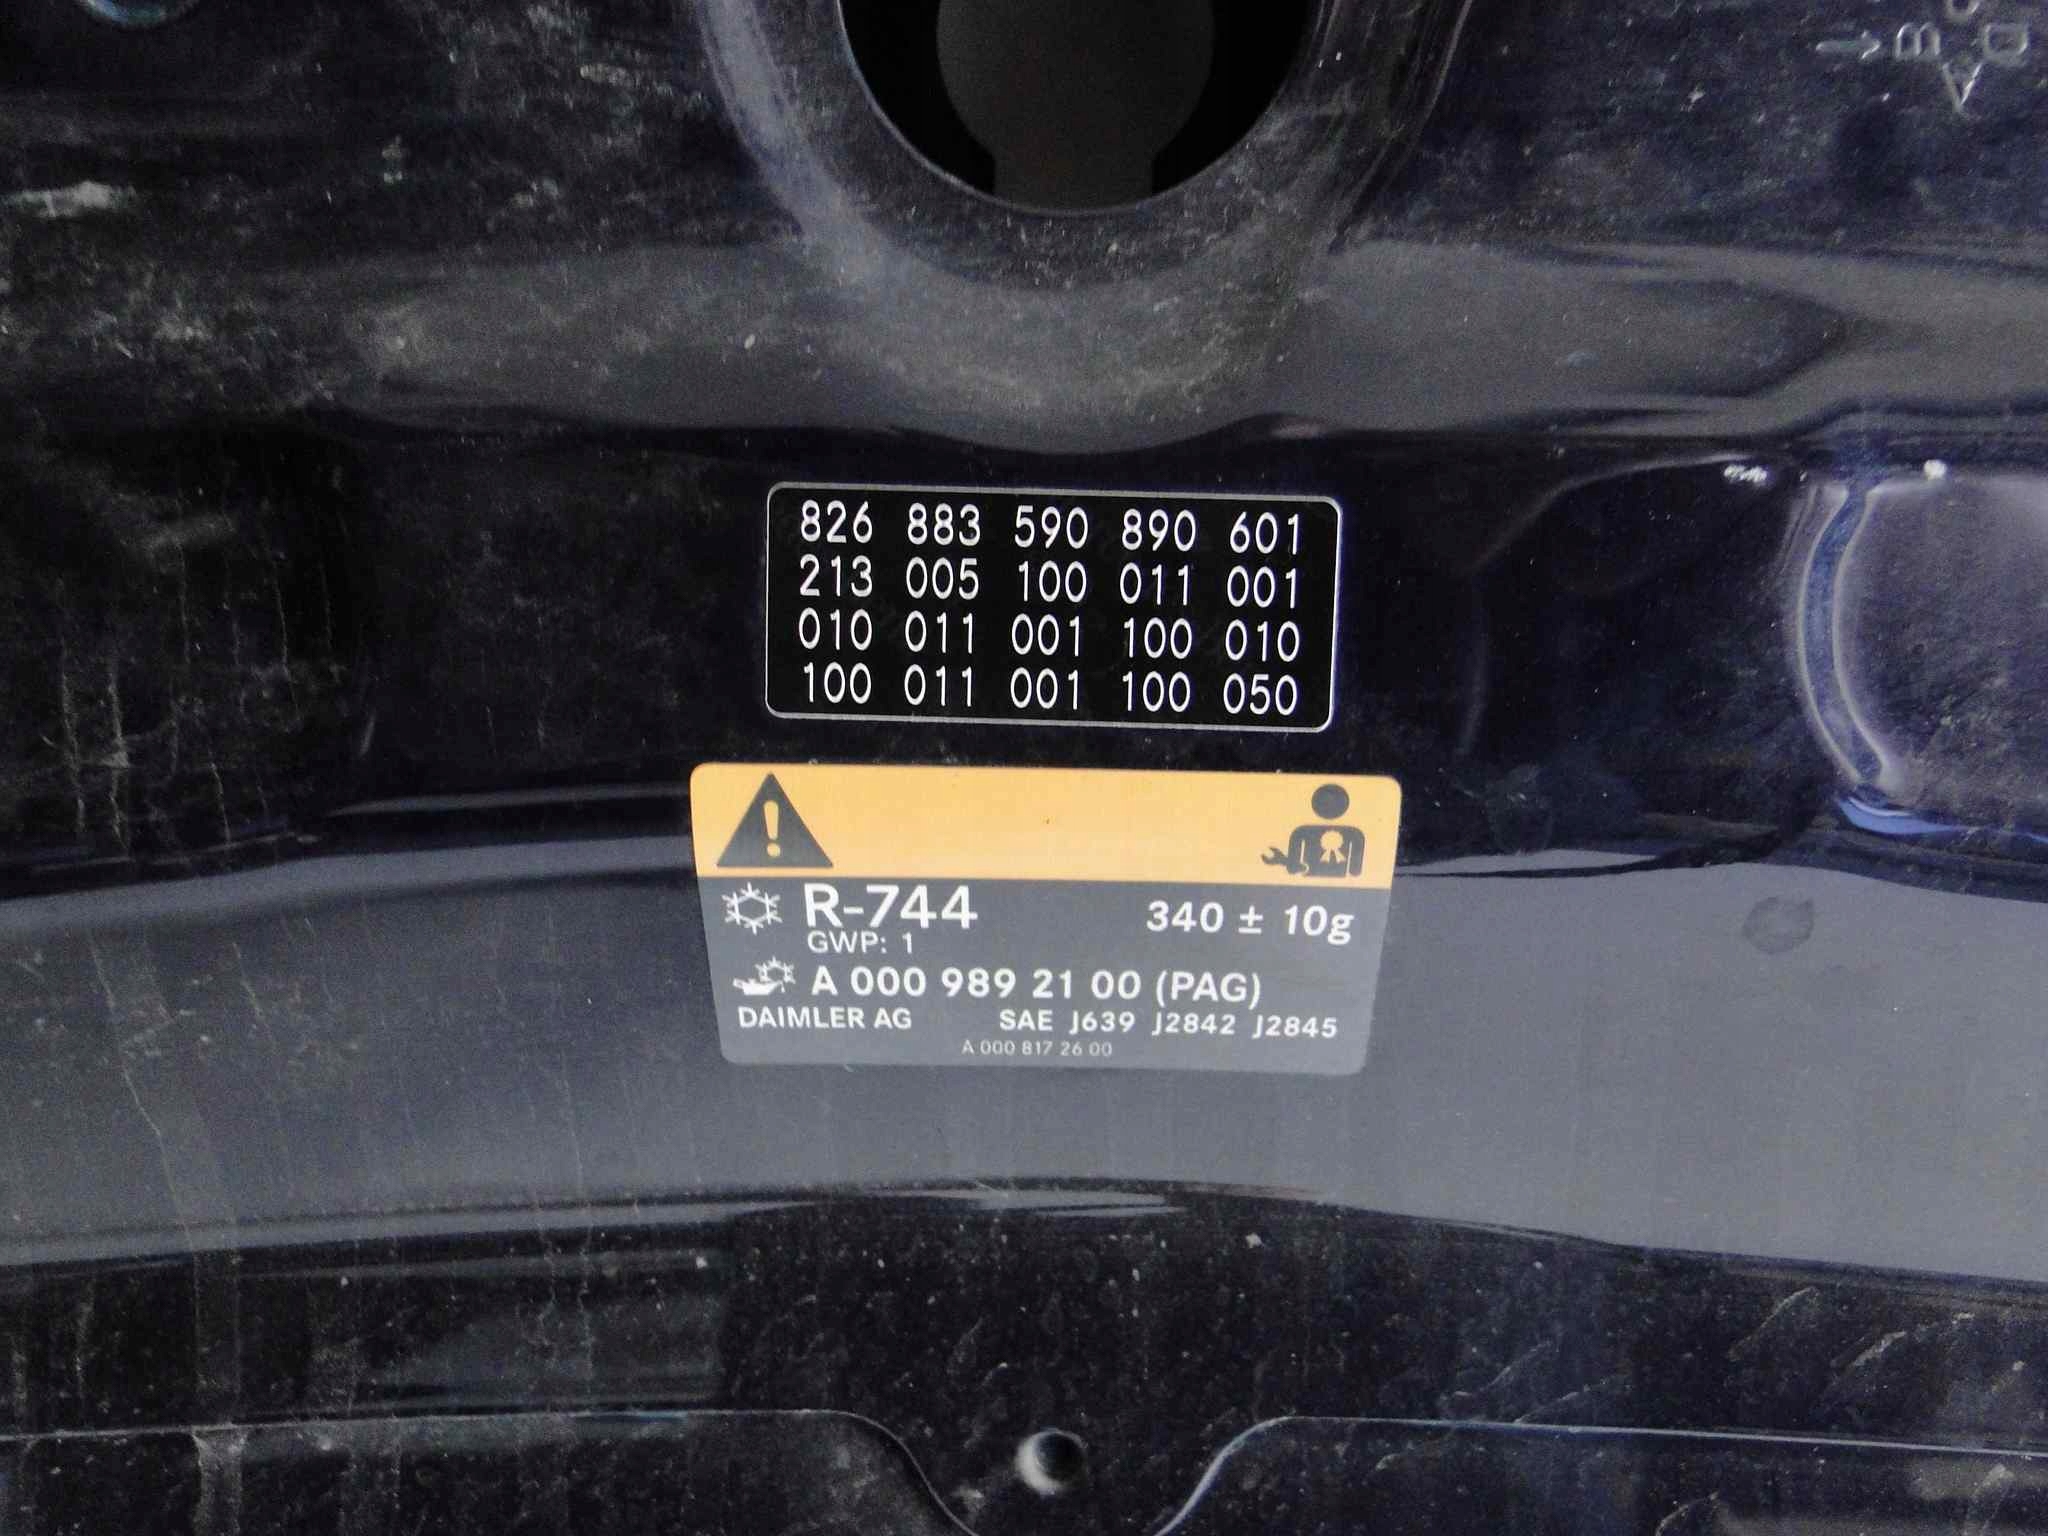 826 883 590 890 601
213 005 100 011 001
010 011 001 100 010
100 011 001 100 050
R-744 340 ± 10g
GWP: 1
A 000 989 21 00 (PAG)
DAIMLER AG SAE J639 J2842 J2845
A 000 817 26 00